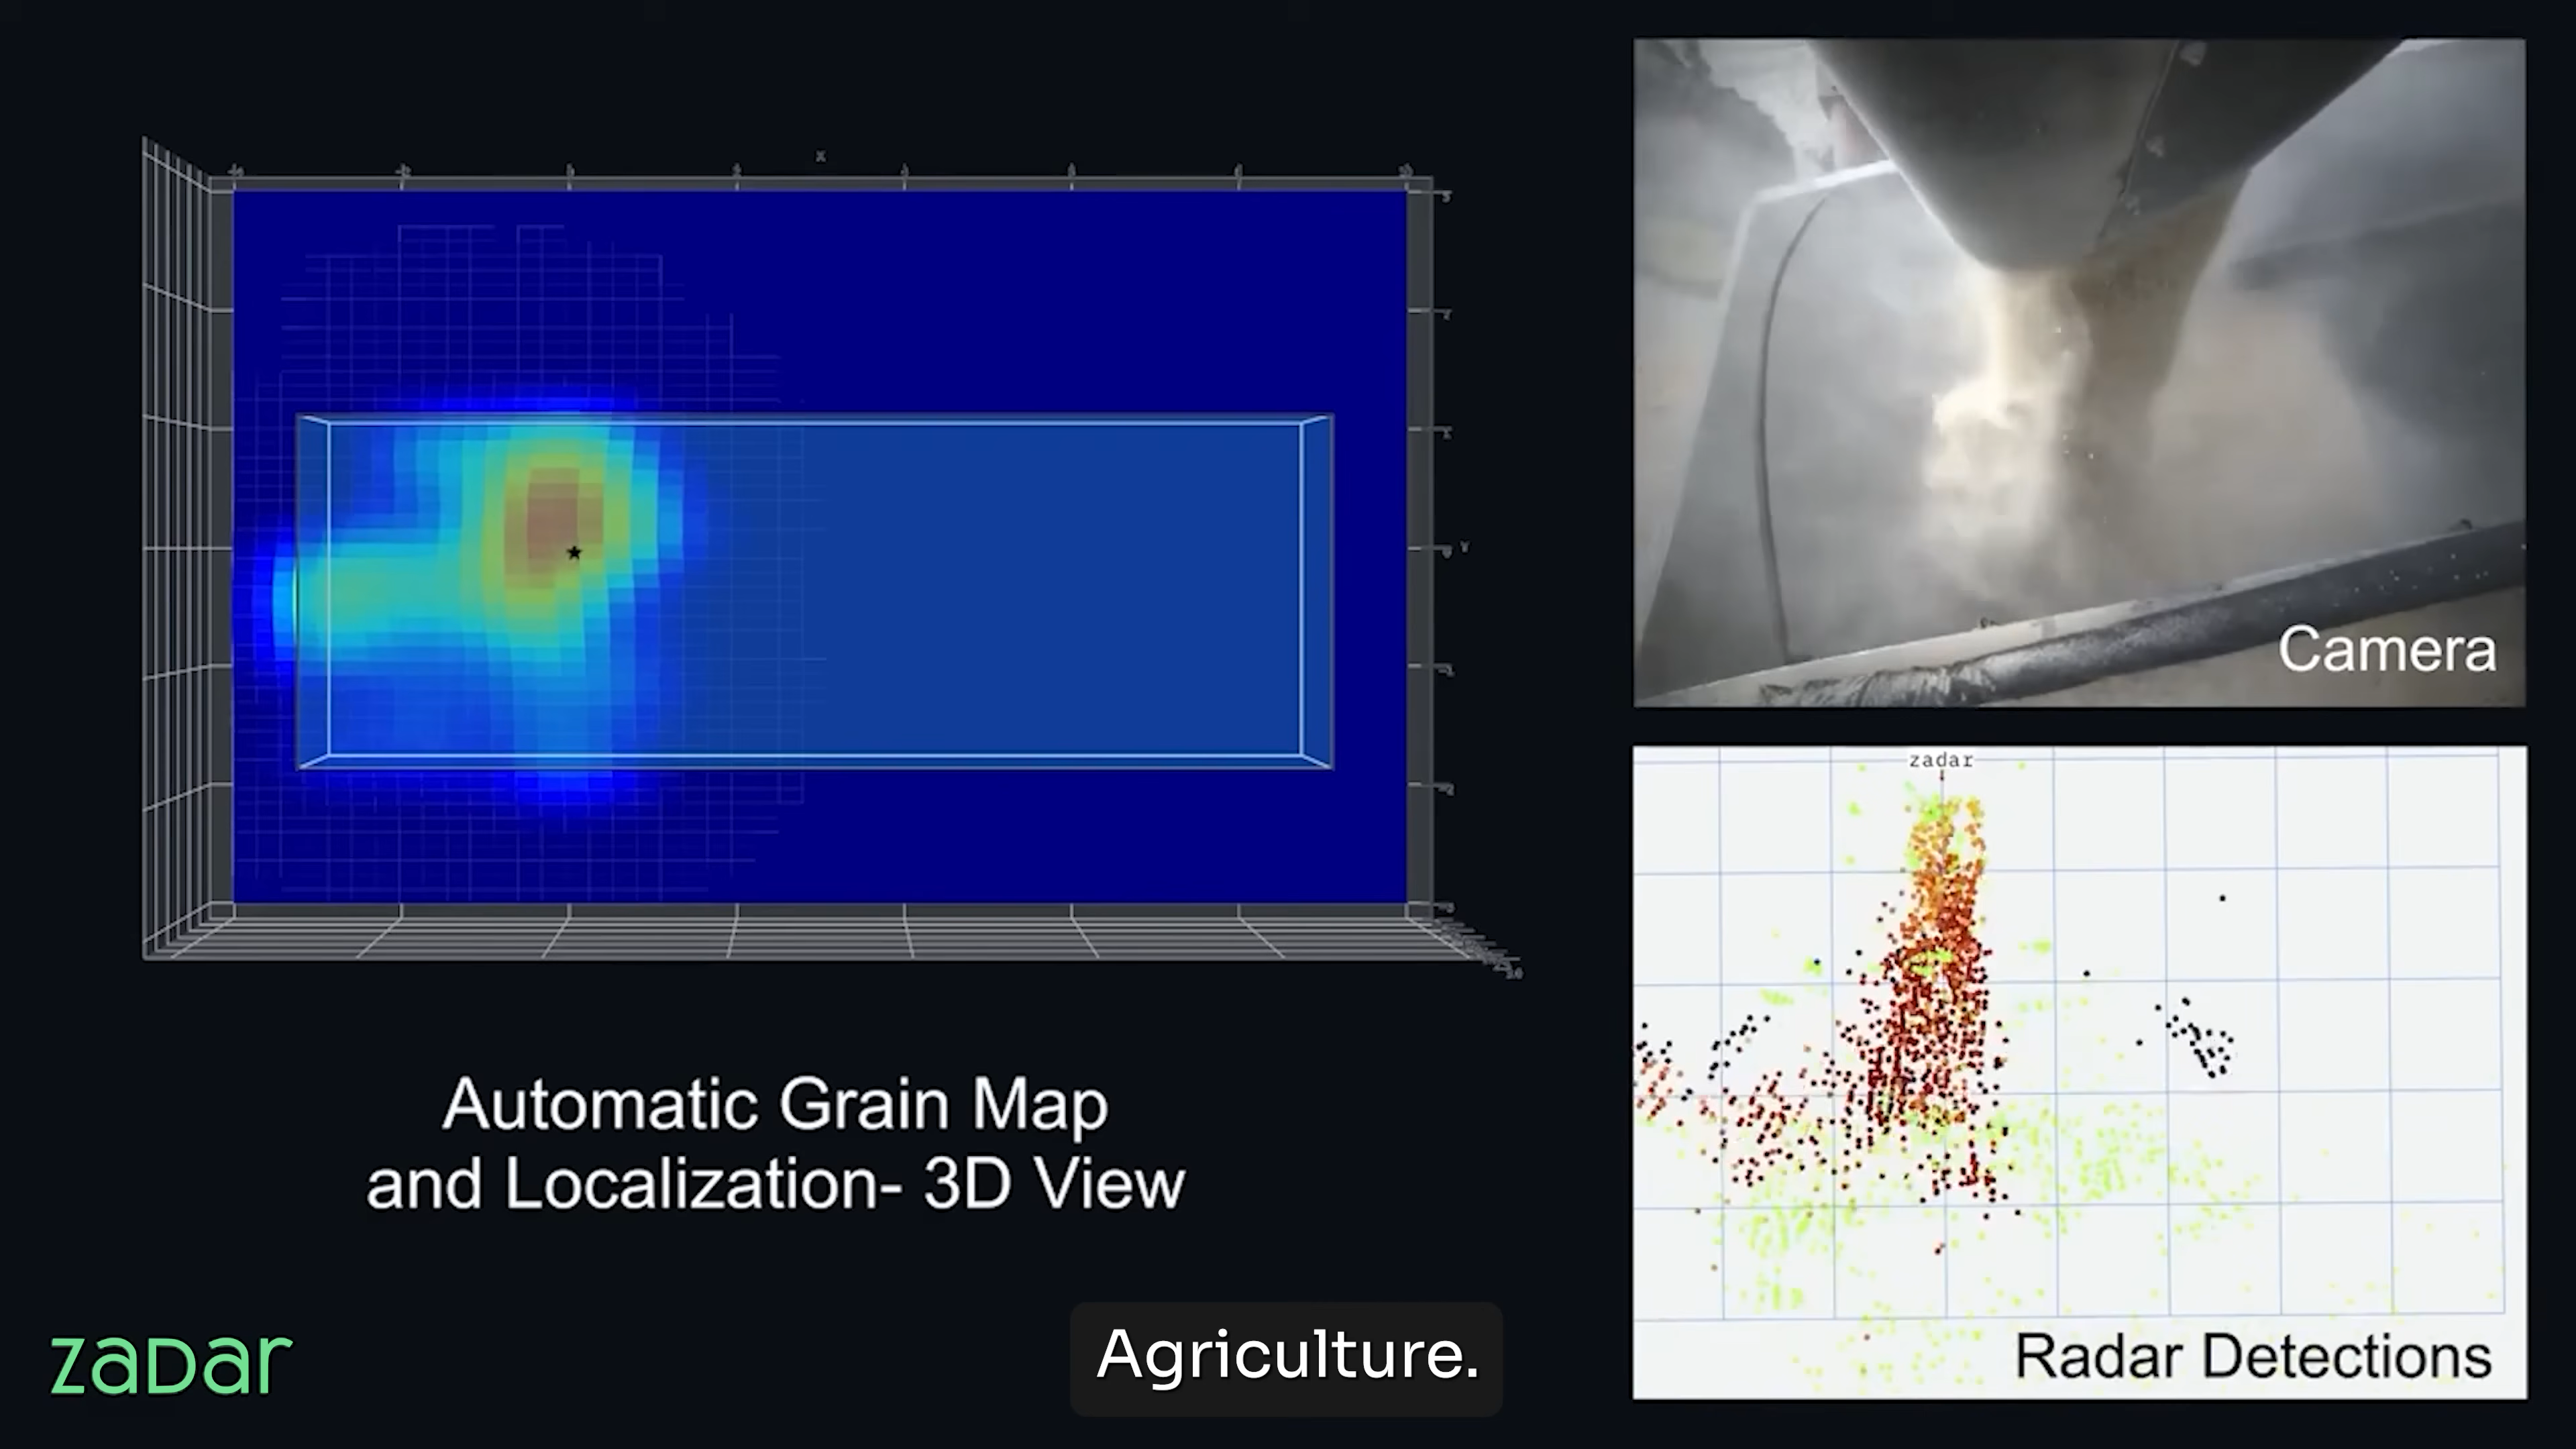 X
Y
Camera
zadar
Automatic Grain Map
and Localization- 3D View
Radar Detections
zaDar
Agriculture.